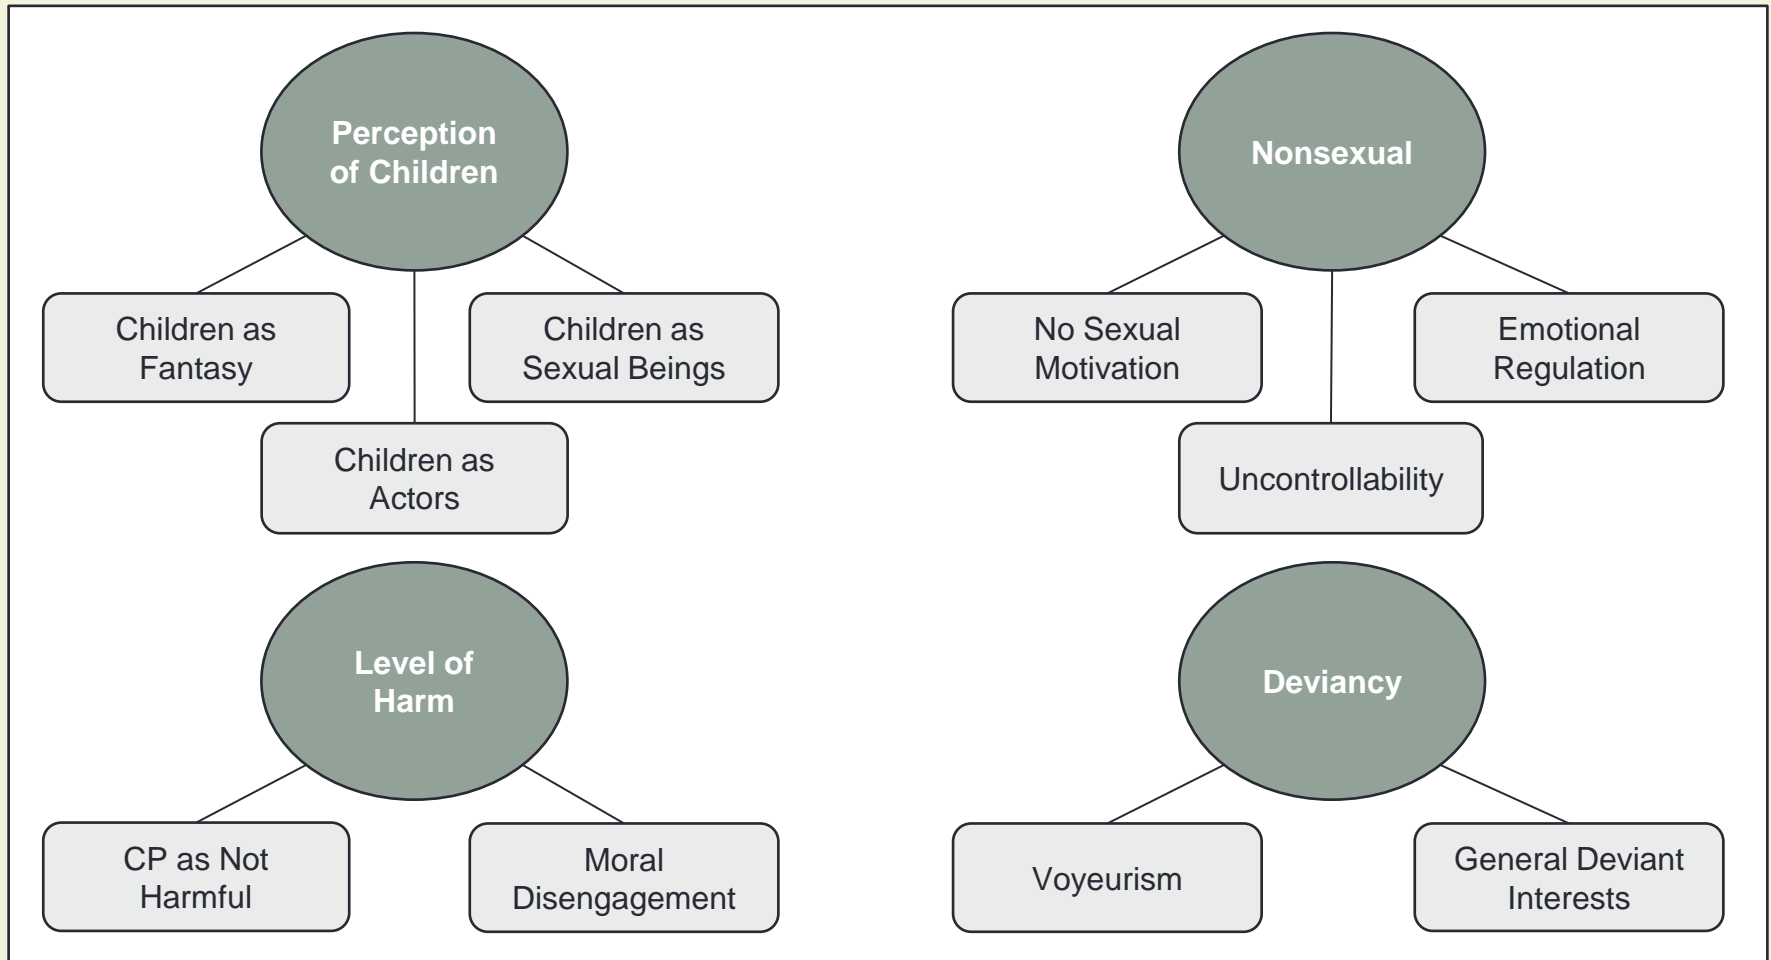 Perception
of Children
Children as
Fantasy
Children as
Actors
Children as
Sexual Beings
Nonsexual
No Sexual
Motivation
Uncontrollability
Emotional
Regulation
Level of
Harm
CP as Not
Harmful
Moral
Disengagement
Deviancy
Voyeurism
General Deviant
Interests